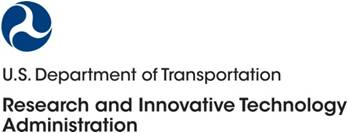 U.S. Department of Transportation
Research and Innovative Technology
Administration